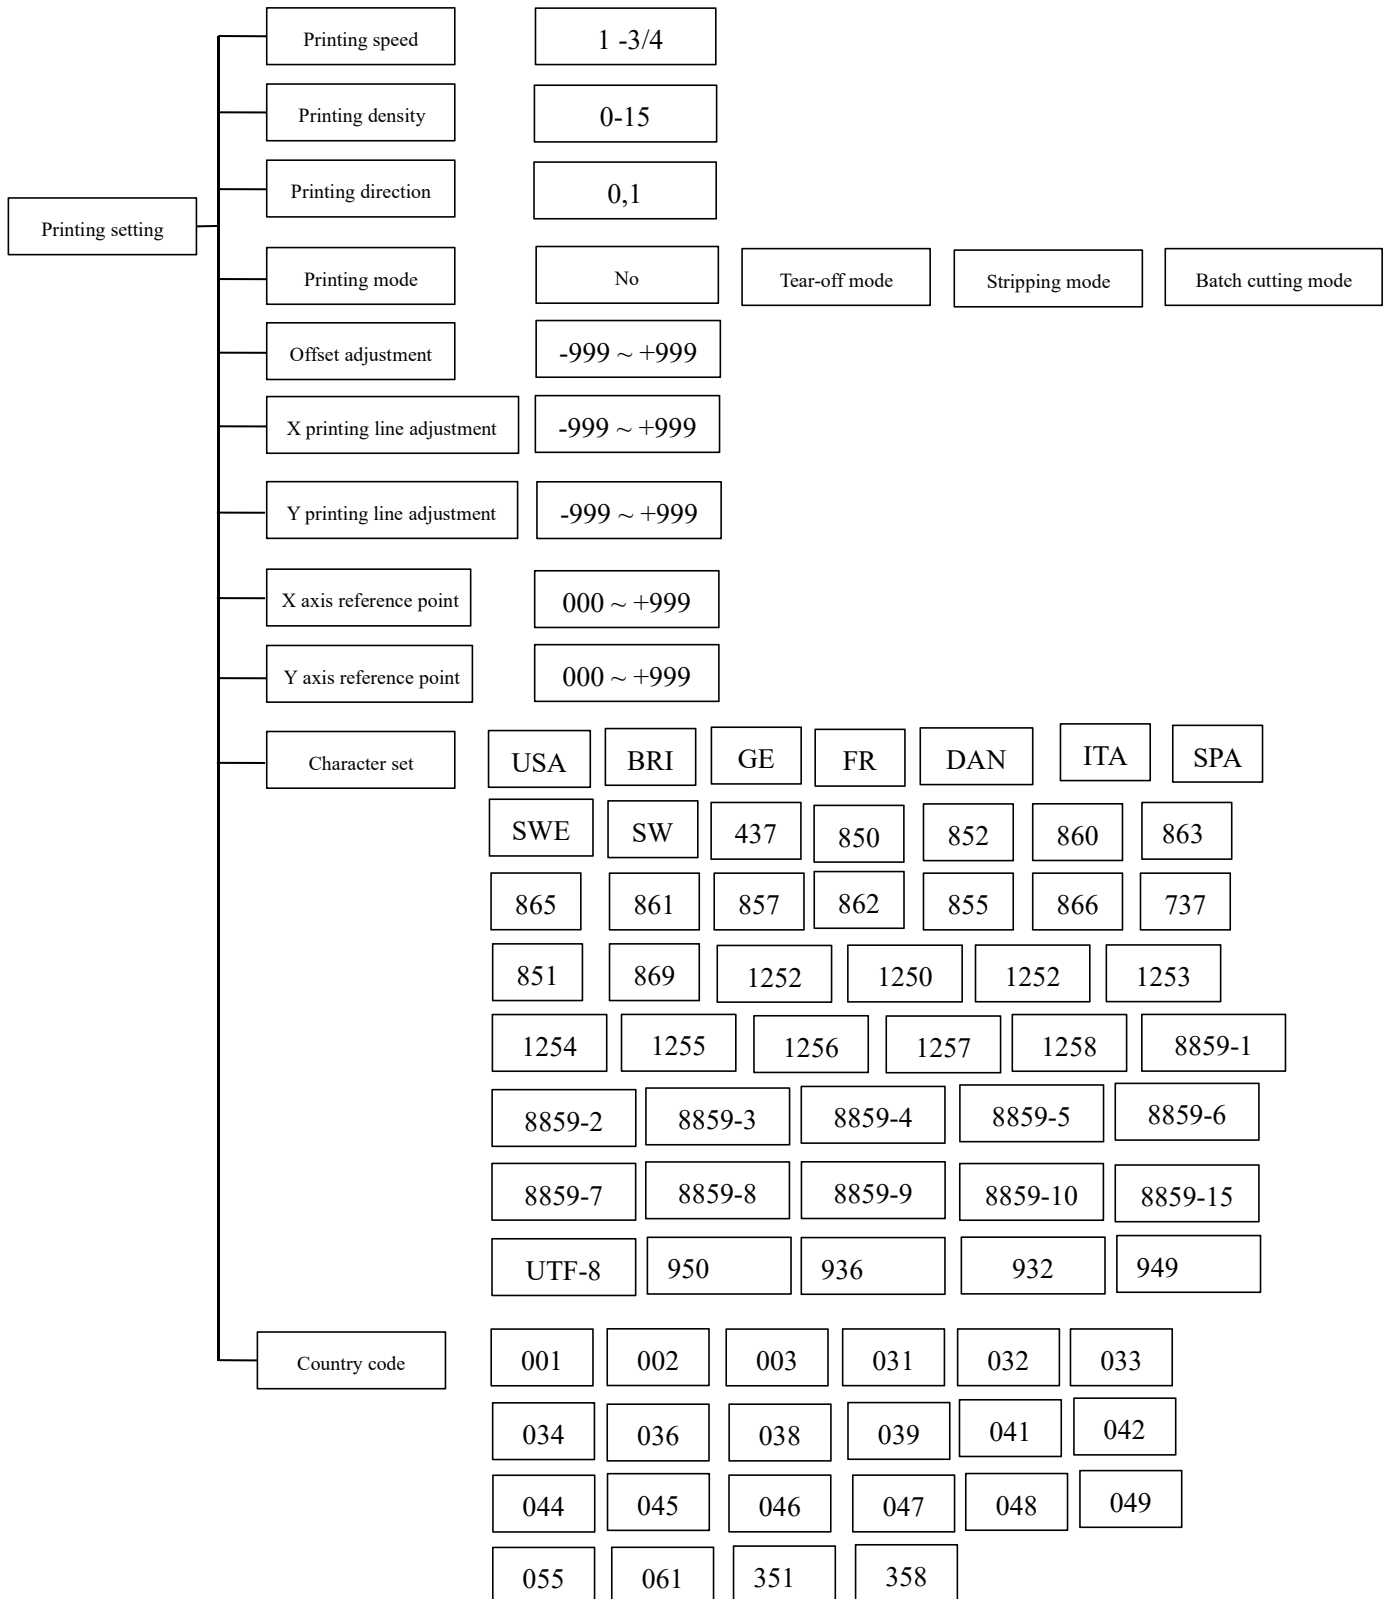 Printing speed 1 -3/4
Printing density 0-15
Printing direction 0,1
Printing setting
Printing mode No Tear-off mode Stripping mode Batch cutting mode
Offset adjustment -999 ~ +999
X printing line adjustment -999 ~ +999
Y printing line adjustment -999 ~ +999
X axis reference point 000 ~ +999
Y axis reference point 000 ~ +999
Character set USA BRI GE FR DAN ITA SPA
SWE SW 437 850 852 860 863
865 861 857 862 855 866 737
851 869 1252 1250 1252 1253
1254 1255 1256 1257 1258 8859-1
8859-2 8859-3 8859-4 8859-5 8859-6
8859-7 8859-8 8859-9 8859-10 8859-15
UTF-8 950 936 932 949
Country code 001 002 003 031 032 033
034 036 038 039 041 042
044 045 046 047 048 049
055 061 351 358